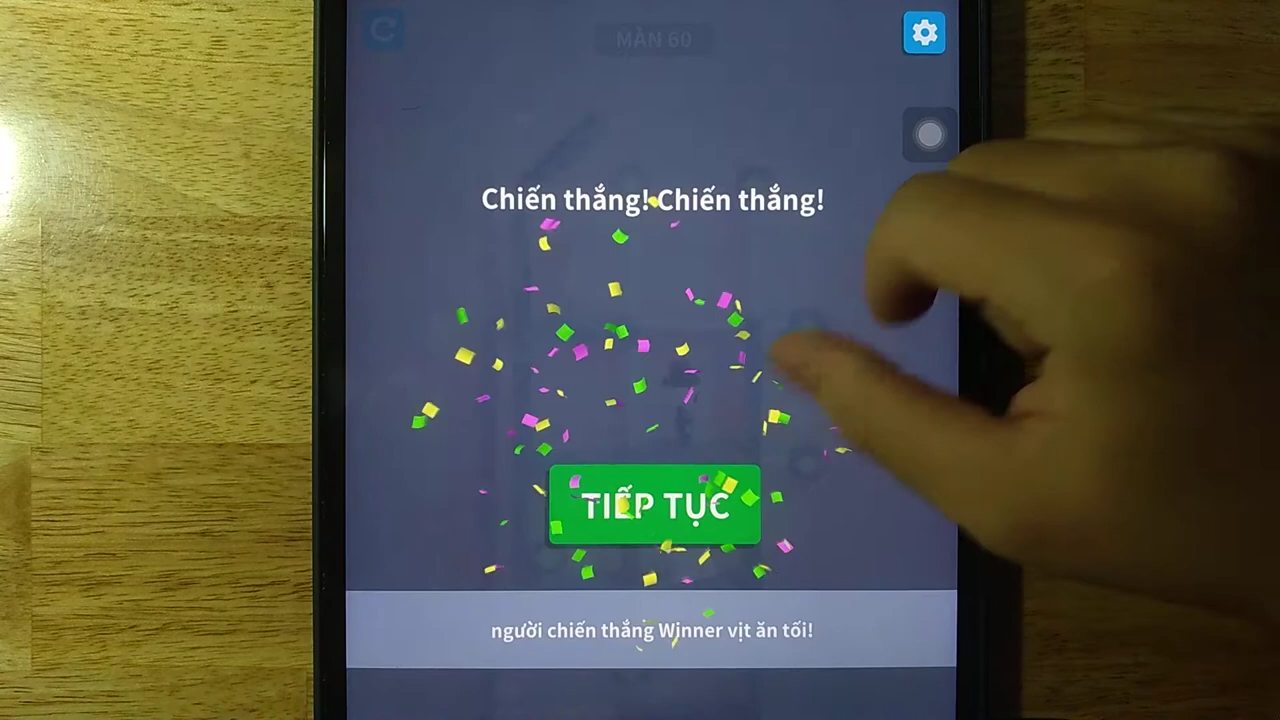 MÀN 60
Chiến thắng! Chiến thắng!
TIẾP TỤC
người chiến thắng Winner vịt ăn tối!